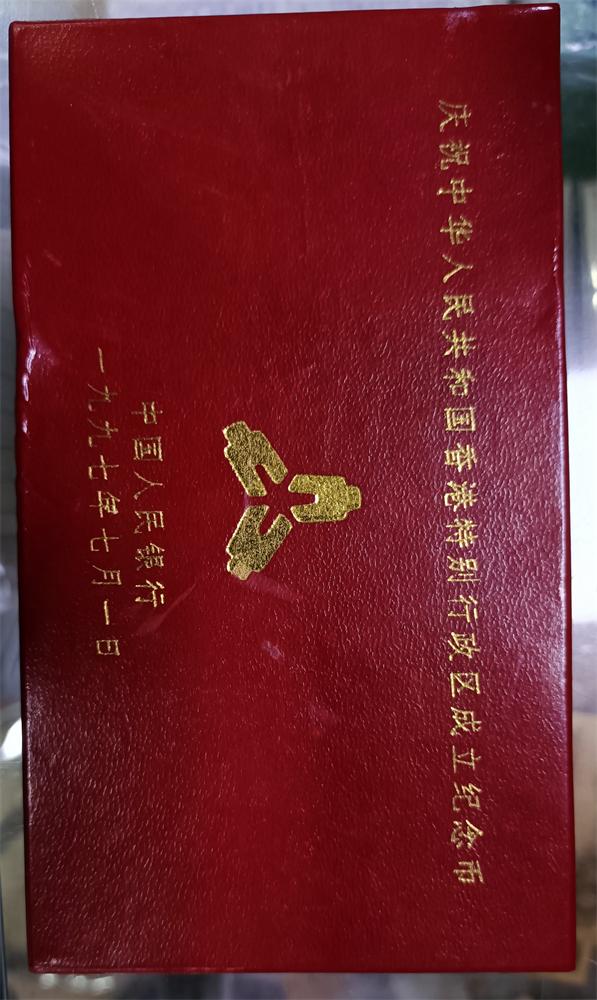 庆祝中华人民共和国香港特别行政区成立纪念币
中国人民银行
一九九七年七月一日